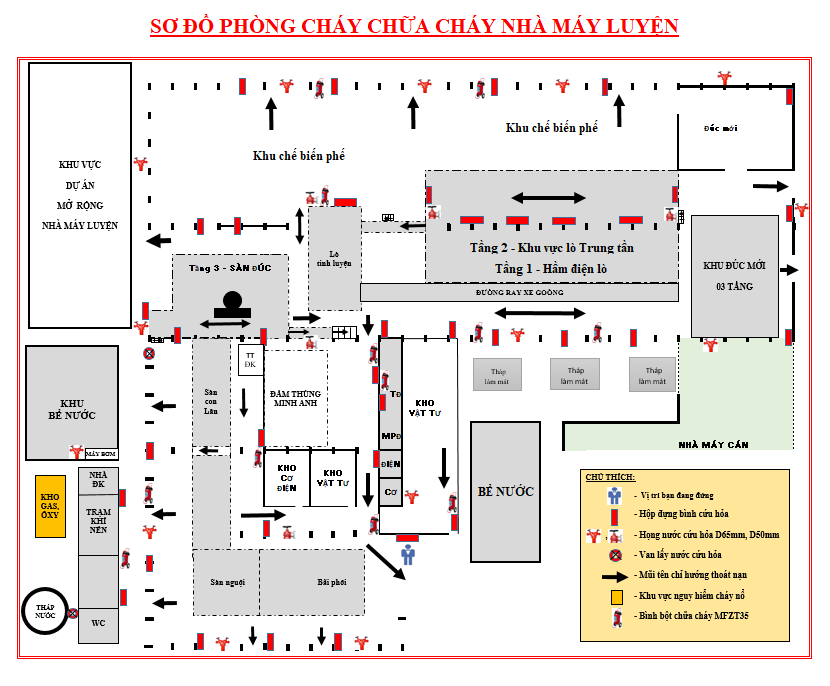 SƠ ĐỒ PHÒNG CHÁY CHỮA CHÁY NHÀ MÁY LUYỆN
KHU VỰC
DỰ ÁN
MỞ RỘNG
NHÀ MÁY LUYỆN
Khu chế biến phế
Khu chế biến phế
Đúc mới
Lò
tinh luyện
Tầng 2 - Khu vực lò Trung tần
Tầng 1 - Hầm điện lò
ĐƯỜNG RAY XE GOÒNG
KHU ĐÚC MỚI
03 TẦNG
Tầng 3 - SÀN ĐÚC
TT
ĐK
Sàn
con
Lăn
ĐẦM THÙNG
MINH ANH
TĐ
MPĐ
ĐIỆN
CƠ
KHO
VẬT TƯ
Tháp
làm mát
Tháp
làm mát
Tháp
làm mát
NHÀ MÁY CÁN
KHU
BỂ NƯỚC
MÁY BƠM
KHO
GAS,
ÔXY
NHÀ
ĐK
TRẠM
KHÍ
NÉN
WC
THÁP
NƯỚC
KHO
CƠ
ĐIỆN
KHO
VẬT TƯ
BỂ NƯỚC
Sàn nguội
Bãi phôi
CHÚ THÍCH:
- Vị trí bạn đang đứng
- Hộp đựng bình cứu hỏa
, - Họng nước cứu hỏa D65mm, D50mm
- Van lấy nước cứu hỏa
- Mũi tên chỉ hướng thoát nạn
- Khu vực nguy hiểm cháy nổ
- Bình bột chữa cháy MFZT35